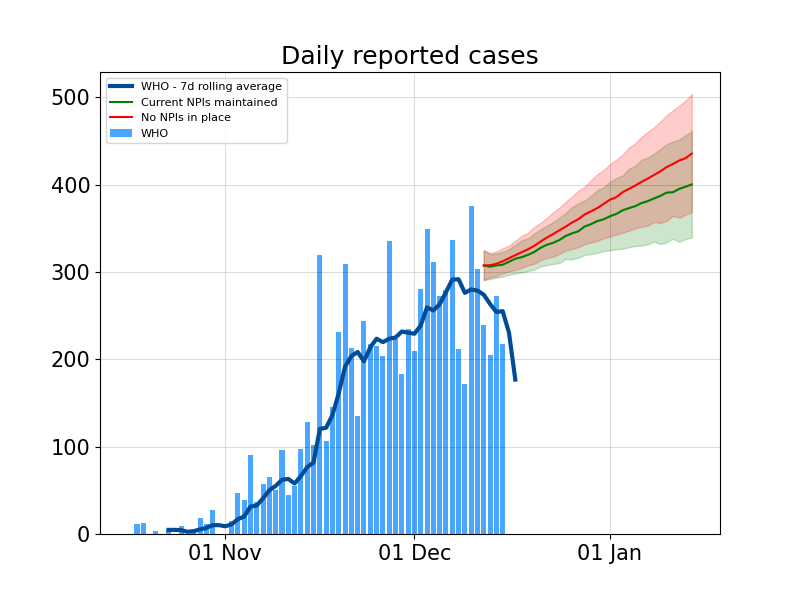 Daily reported cases
WHO - 7d rolling average
Current NPIs maintained
No NPIs in place
WHO
500
400
300
200
100
0
01 Nov
01 Dec
01 Jan